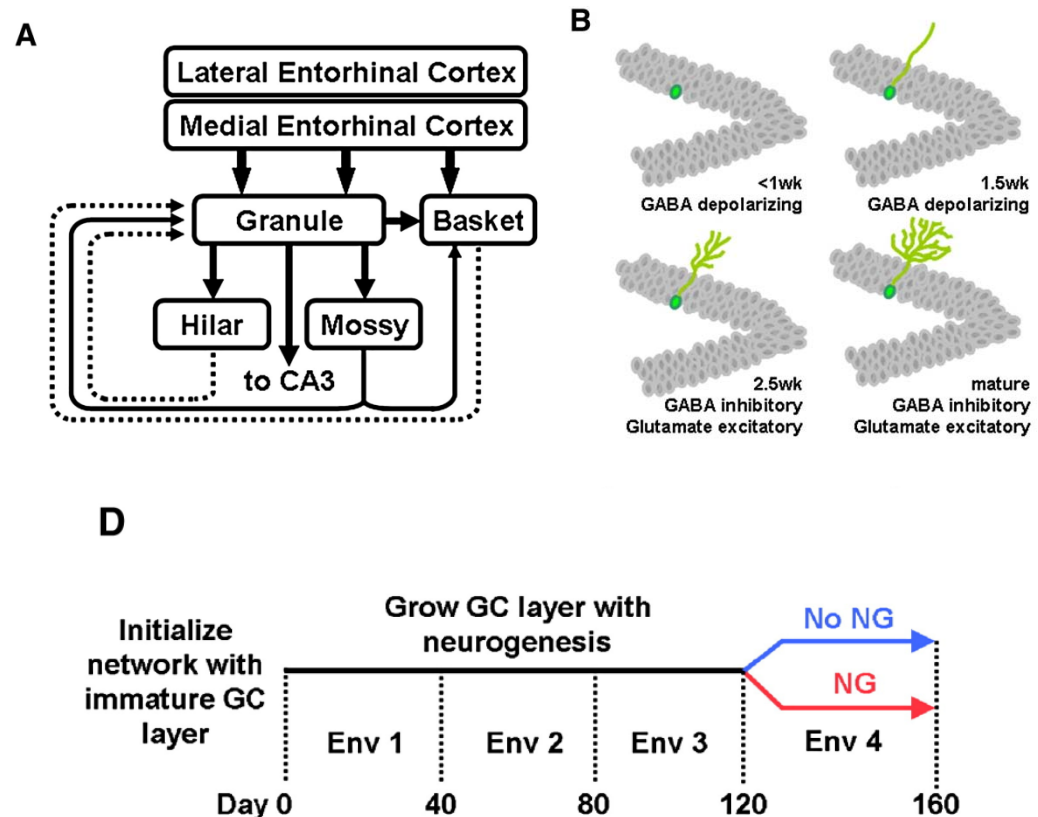 A
Lateral Entorhinal Cortex
Medial Entorhinal Cortex
Granule
Basket
Hilar
Mossy
to CA3
B
<1wk
GABA depolarizing
1.5wk
GABA depolarizing
2.5wk
GABA inhibitory
Glutamate excitatory
mature
GABA inhibitory
Glutamate excitatory
D
Initialize
network with
immature GC
layer
Grow GC layer with
neurogenesis
No NG
NG
Env 1
Env 2
Env 3
Env 4
Day 0
40
80
120
160